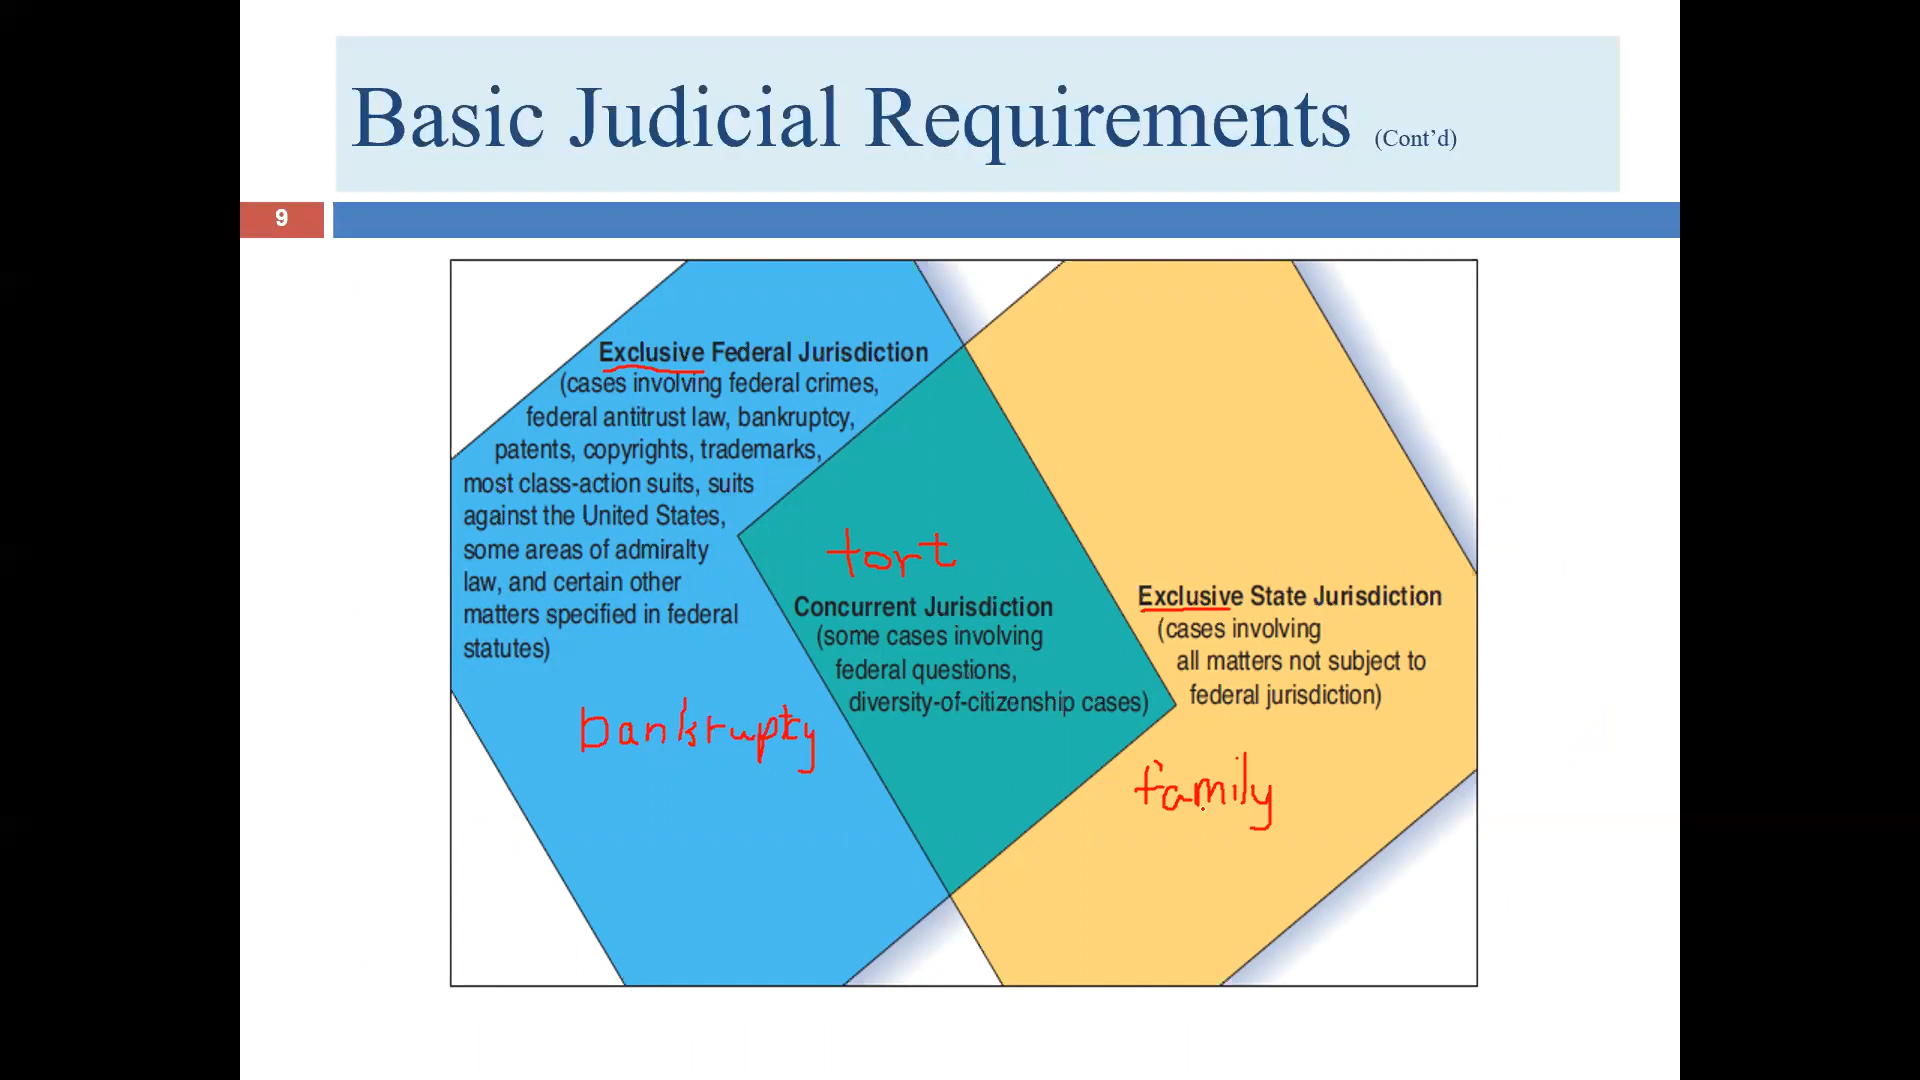 Basic Judicial Requirements (Cont’d)
9
Exclusive Federal Jurisdiction
(cases involving federal crimes,
federal antitrust law, bankruptcy,
patents, copyrights, trademarks,
most class-action suits, suits
against the United States,
some areas of admiralty
law, and certain other
matters specified in federal
statutes)
bankruptcy
tort
Concurrent Jurisdiction
(some cases involving
federal questions,
diversity-of-citizenship cases)
Exclusive State Jurisdiction
(cases involving
all matters not subject to
federal jurisdiction)
family